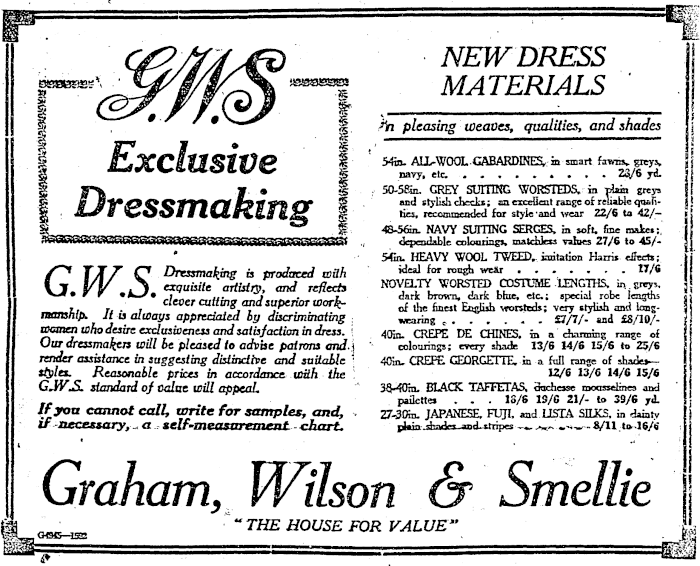 G.W.S
Exclusive
Dressmaking
G.W.S. Dressmaking is produced with
exquisite artistry, and reflects
clever cutting and superior work-
manship. It is always appreciated by discriminating
women who desire exclusiveness and satisfaction in dress.
Our dressmakers will be pleased to advise patrons and
render assistance in suggesting distinctive and suitable
styles. Reasonable prices in accordance with the
G.W.S. standard of value will appeal.
If you cannot call, write for samples, and,
if necessary, a self-measurement chart.
NEW DRESS
MATERIALS
In pleasing weaves, qualities, and shades
54in. ALL-WOOL GABARDINES, in smart fawns, greys,
navy, etc. . . . . . . . . . 23/6 yd.
50-58in. GREY SUITING WORSTEDS, in plain greys
and stylish checks; an excellent range of reliable quali-
ties, recommended for style and wear 22/6 to 42/-
48-56in. NAVY SUITING SERGES, in soft, fine makes;
dependable colourings, matchless values 27/6 to 45/-
54in. HEAVY WOOL TWEED, imitation Harris effects;
ideal for rough wear . . . . . . . 17/6
NOVELTY WORSTED COSTUME LENGTHS, in greys,
dark brown, dark blue, etc.; special robe lengths
of the finest English worsteds; very stylish and long-
wearing . . . . . £7/7/- and £8/10/-
40in. CREPE DE CHINES, in a charming range of
colourings; every shade 13/6 14/6 15/6 to 25/6
40in. CREPE GEORGETTE, in a full range of shades—
12/6 13/6 14/6 15/6
38-40in. BLACK TAFFETAS, duchesse mousselines and
pailettes . . . 18/6 19/6 21/- to 39/6 yd.
27-30in. JAPANESE, FUJI, and LISTA SILKS, in dainty
plain shades and stripes . . . . . 8/11 to 16/6
Graham, Wilson & Smellie
"THE HOUSE FOR VALUE"